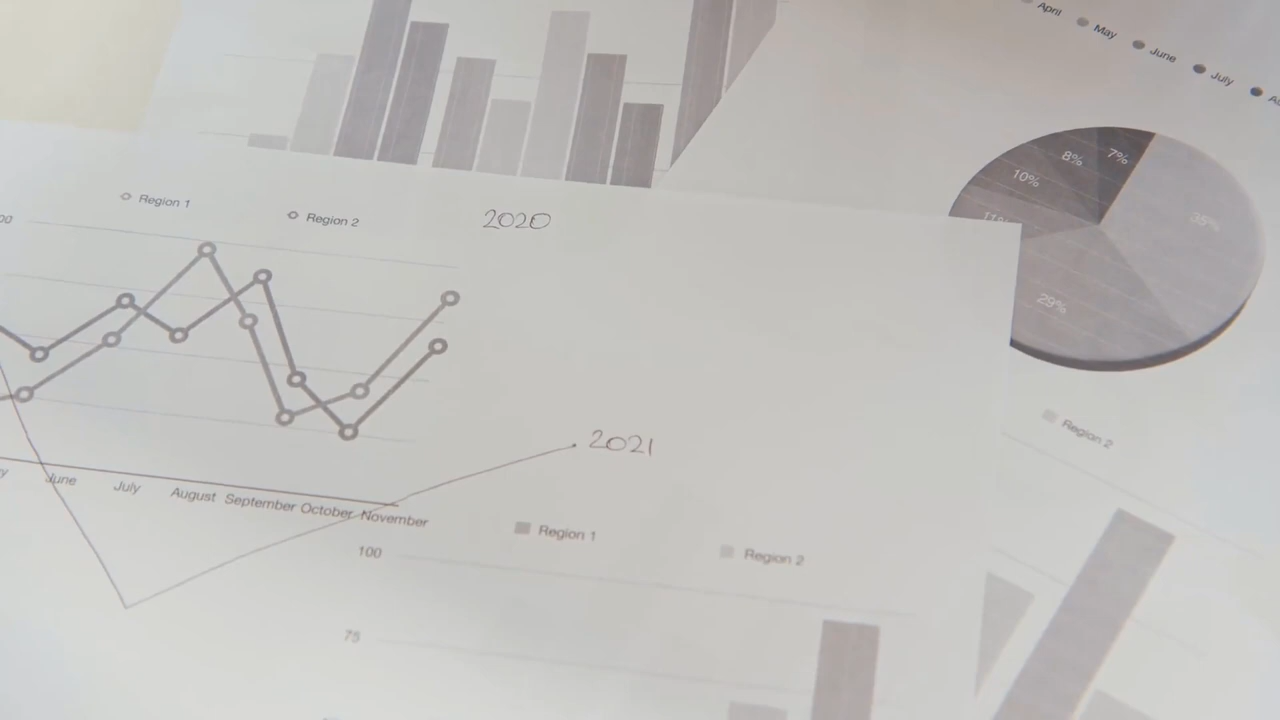 April
May
June
July
7%
8%
10%
11%
35%
29%
Region 1
Region 2
2020
Region 2
2021
June
July
August
September
October
November
Region 1
Region 2
100
75